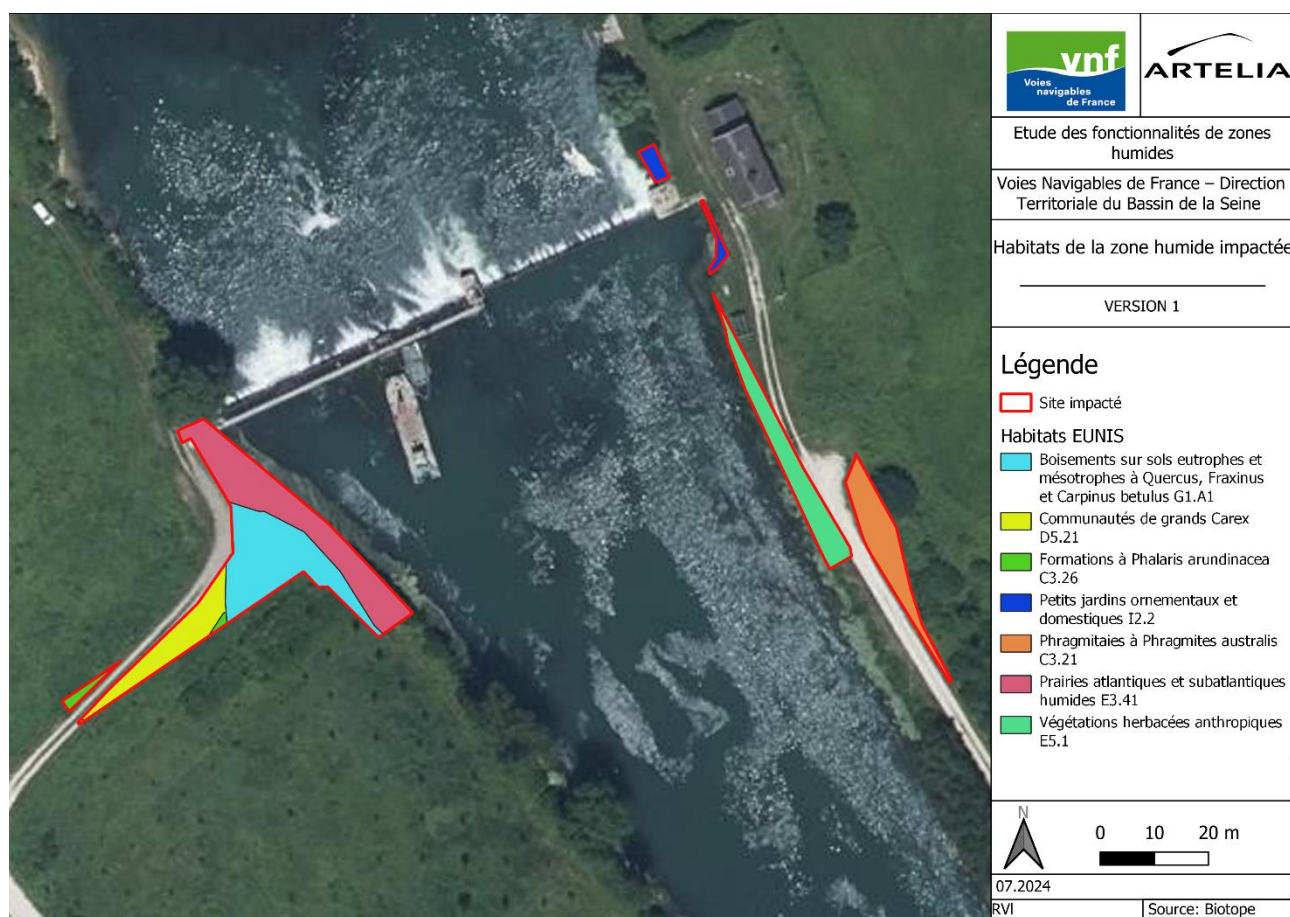 vnf
Voies
navigables
de France
ARTELIA
Etude des fonctionnalités de zones
humides
Voies Navigables de France – Direction
Territoriale du Bassin de la Seine
Habitats de la zone humide impactée
VERSION 1
Légende
Site impacté
Habitats EUNIS
Boisements sur sols eutrophes et
mésotrophes à Quercus, Fraxinus
et Carpinus betulus G1.A1
Communautés de grands Carex
D5.21
Formations à Phalaris arundinacea
C3.26
Petits jardins ornementaux et
domestiques I2.2
Phragmitaies à Phragmites australis
C3.21
Prairies atlantiques et subatlantiques
humides E3.41
Végétations herbacées anthropiques
E5.1
N
0 10 20 m
07.2024
RVI Source: Biotope